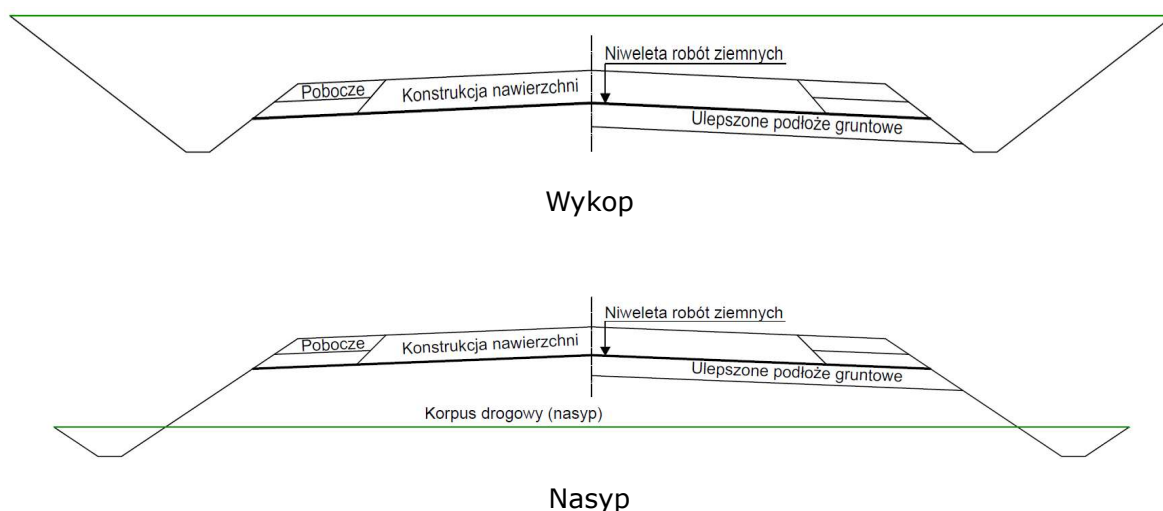 Niweleta robót ziemnych
Pobocze
Konstrukcja nawierzchni
Ulepszone podłoże gruntowe
Wykop
Niweleta robót ziemnych
Pobocze
Konstrukcja nawierzchni
Ulepszone podłoże gruntowe
Korpus drogowy (nasyp)
Nasyp